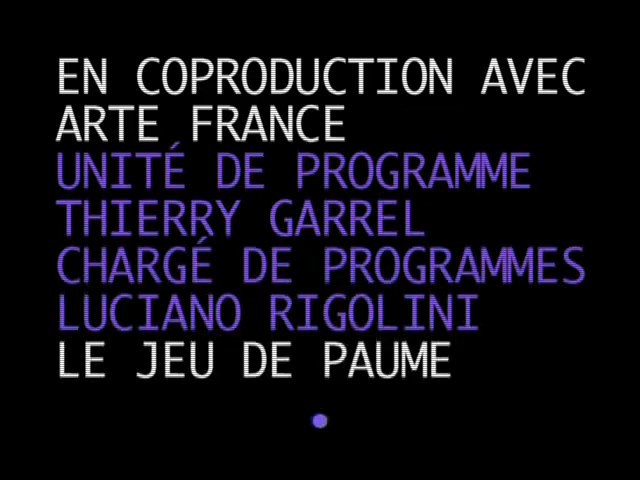 EN COPRODUCTION AVEC
ARTE FRANCE
UNITÉ DE PROGRAMME
THIERRY GARREL
CHARGÉ DE PROGRAMMES
LUCIANO RIGOLINI
LE JEU DE PAUME